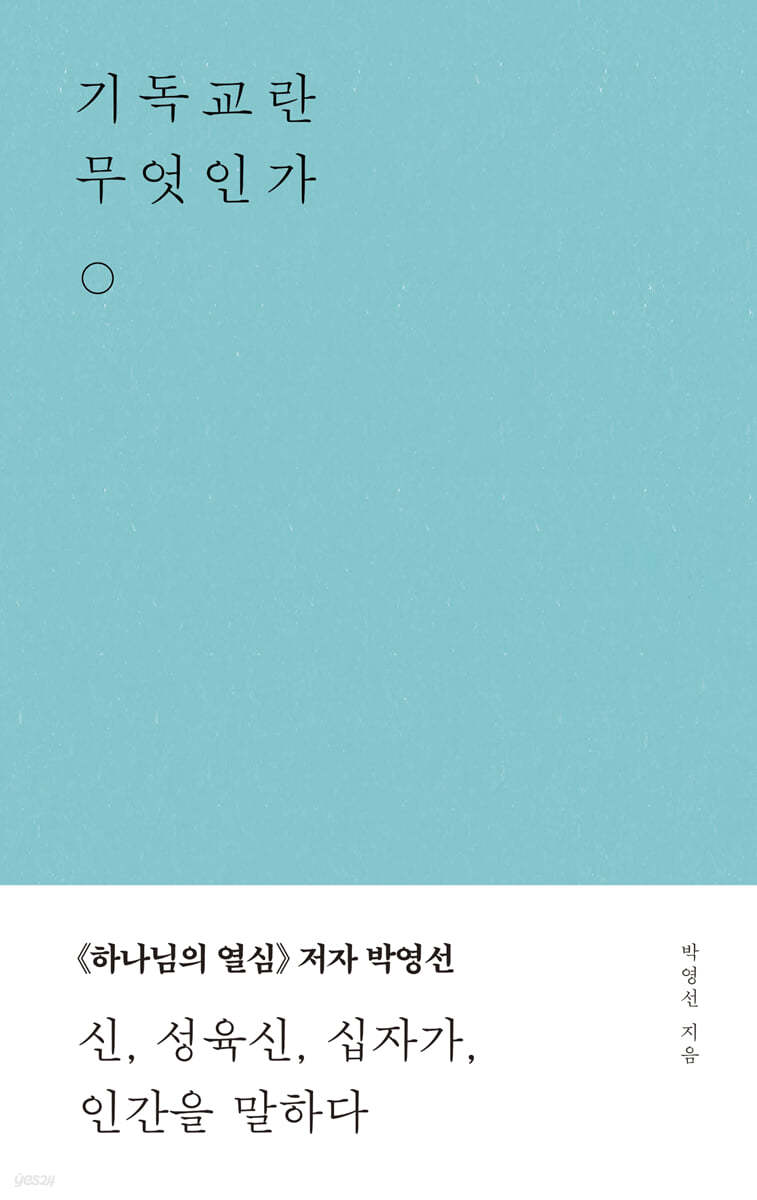 기독교란
무엇인가
《하나님의 열심》 저자 박영선
신, 성육신, 십자가,
인간을 말하다
박영선 지음
yes24